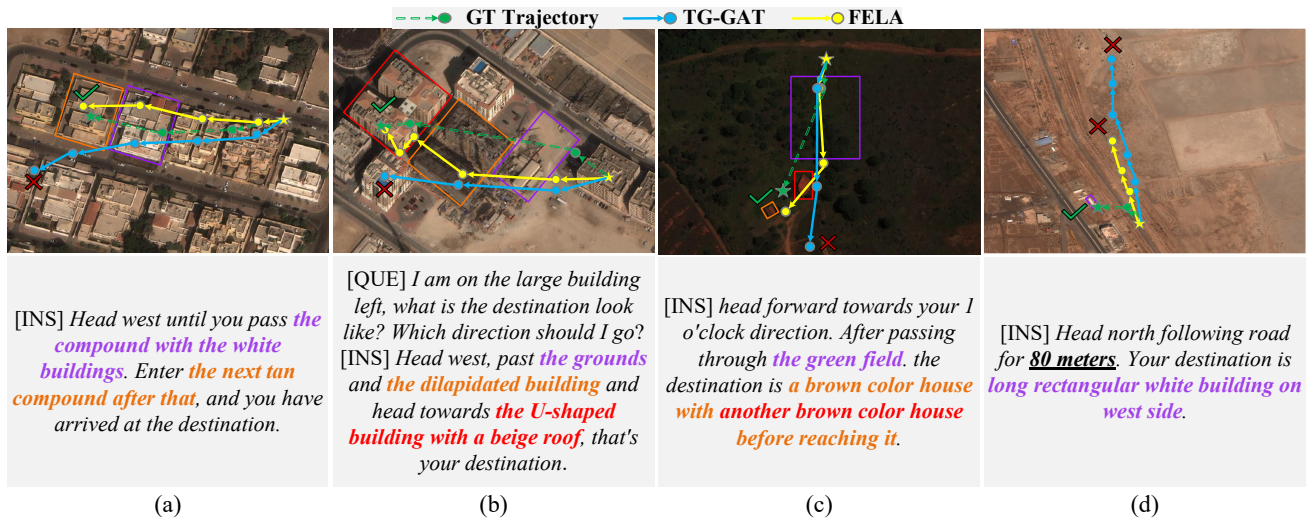 GT Trajectory TG-GAT FELA
[INS] Head west until you pass the
compound with the white
buildings. Enter the next tan
compound after that, and you have
arrived at the destination.
(a)
[QUE] I am on the large building
left, what is the destination look
like? Which direction should I go?
[INS] Head west, past the grounds
and the dilapidated building and
head towards the U-shaped
building with a beige roof, that's
your destination.
(b)
[INS] head forward towards your 1
o'clock direction. After passing
through the green field. the
destination is a brown color house
with another brown color house
before reaching it.
(c)
[INS] Head north following road
for 80 meters. Your destination is
long rectangular white building on
west side.
(d)